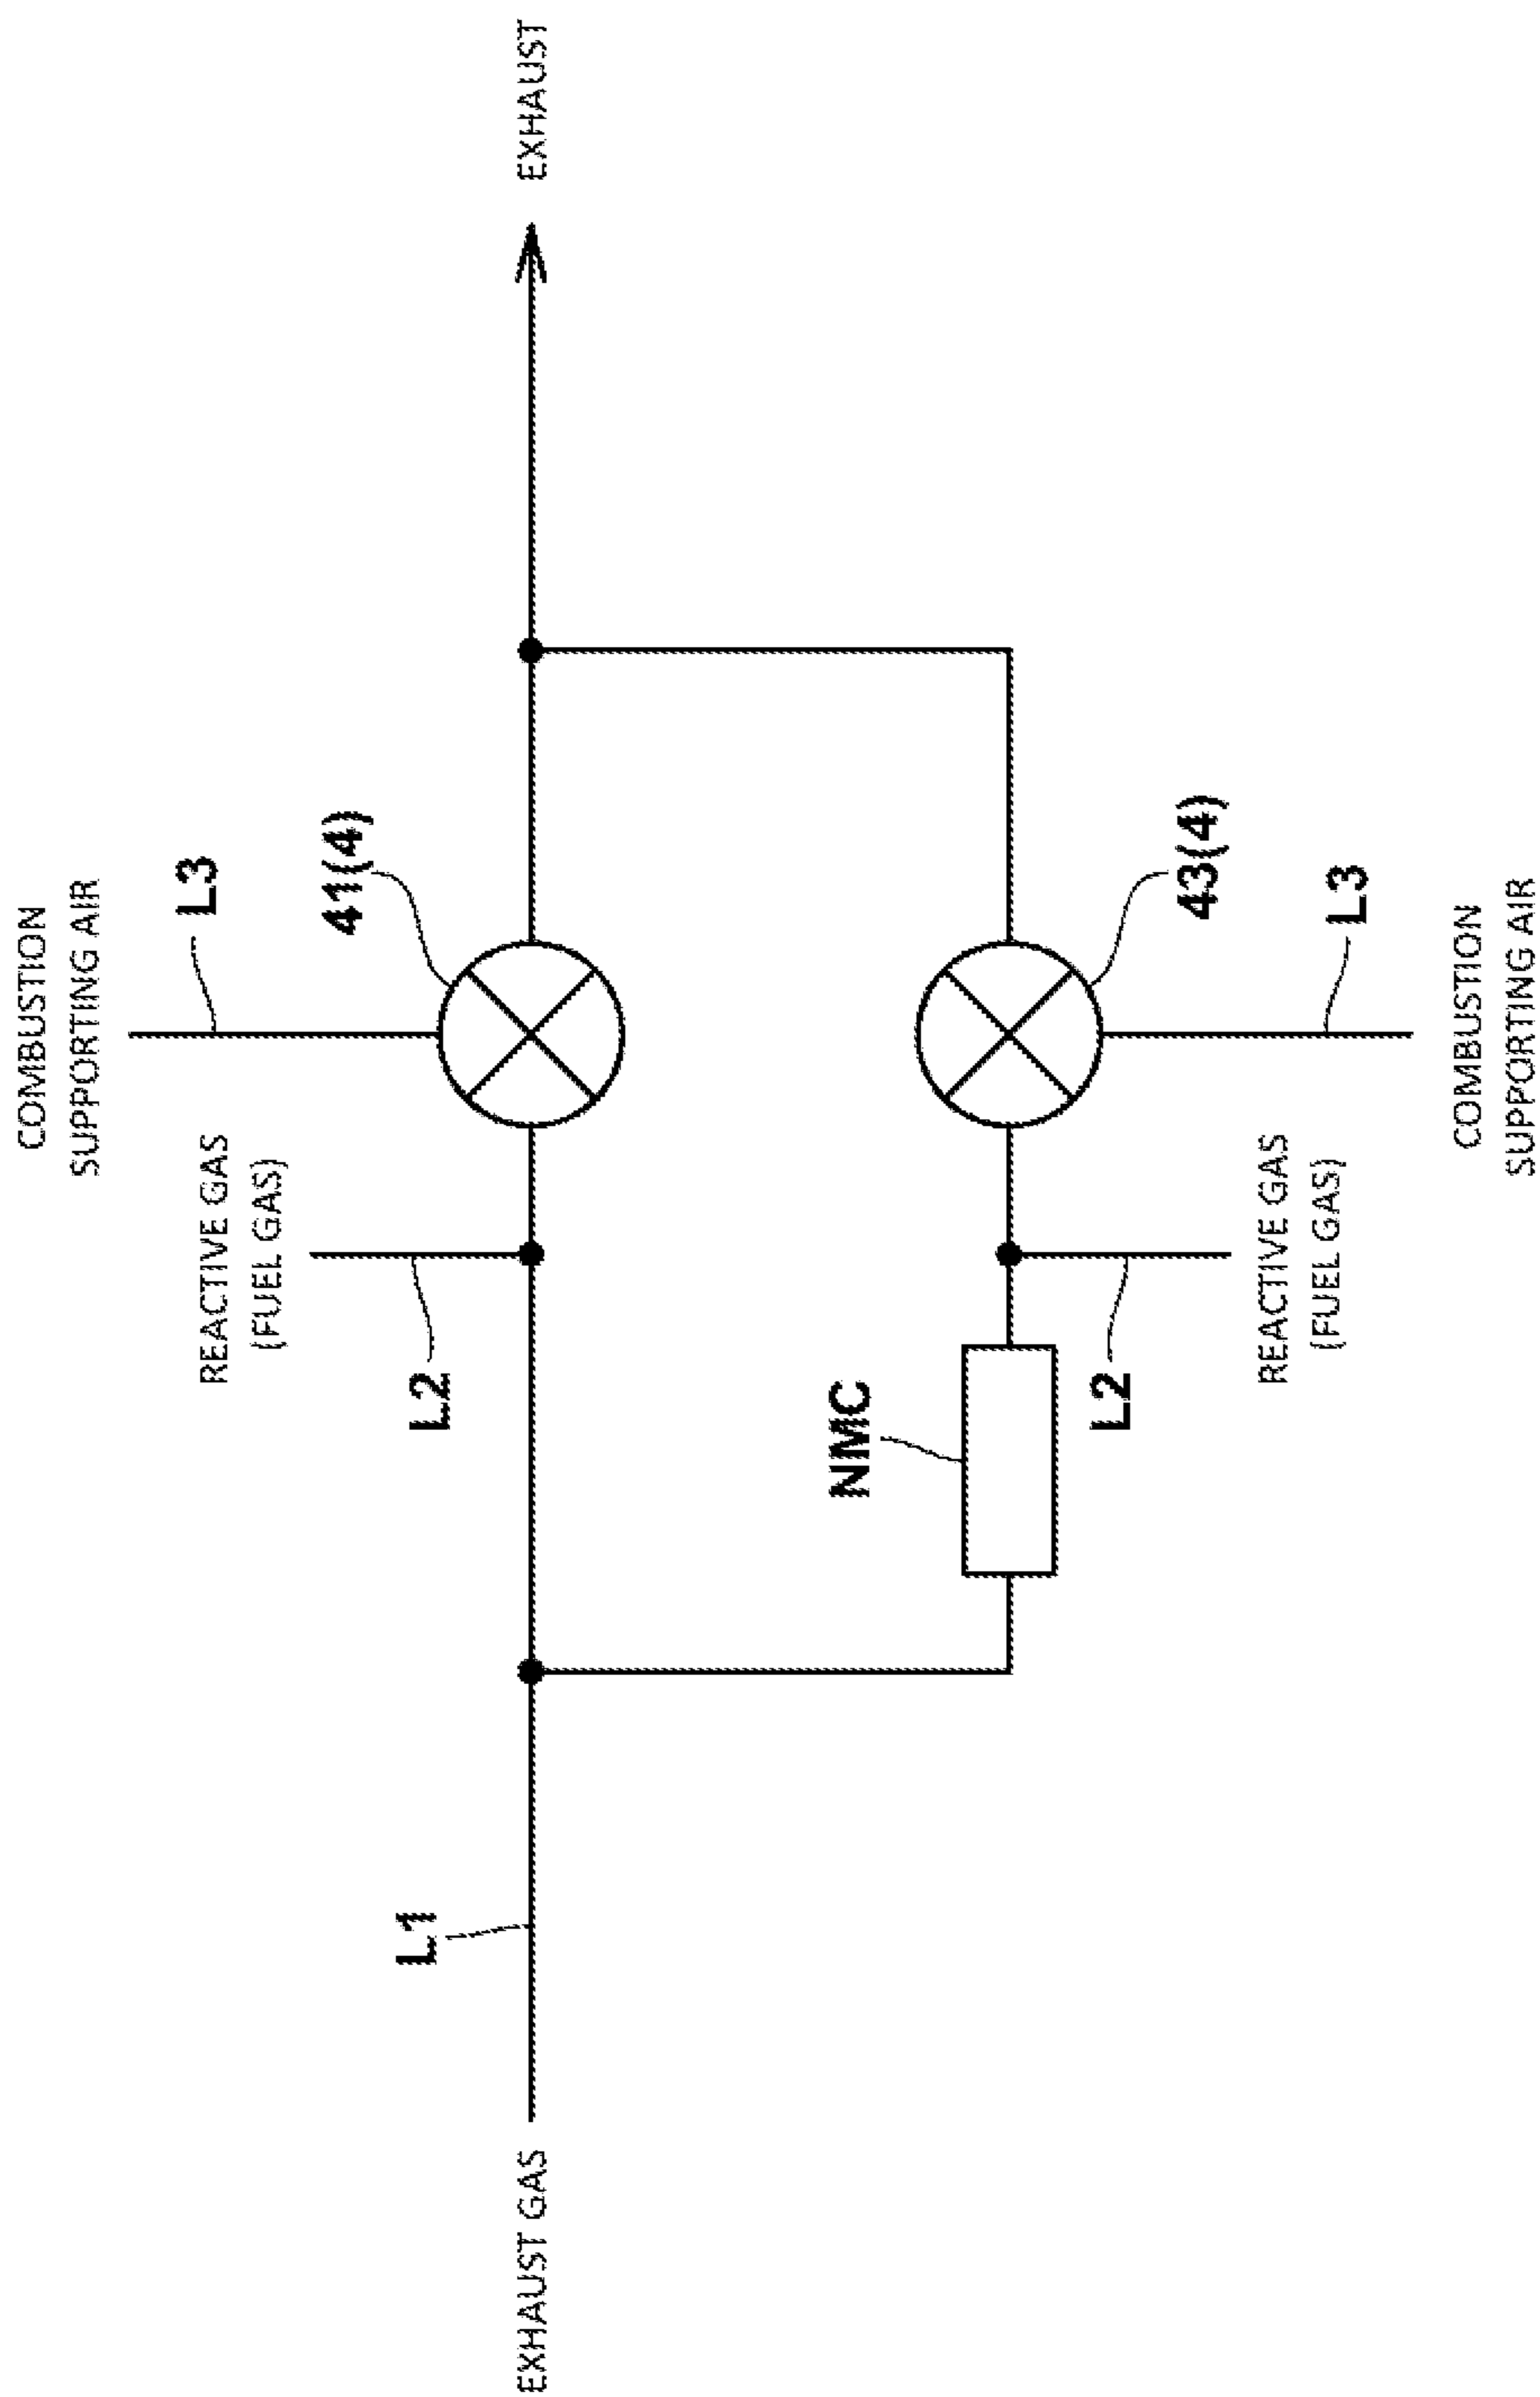 COMBUSTION
SUPPORTING AIR
L3
REACTIVE GAS
(FUEL GAS)
41(4)
L2
L1
EXHAUST GAS
EXHAUST
NMC
L2
43(4)
REACTIVE GAS
(FUEL GAS)
L3
COMBUSTION
SUPPORTING AIR